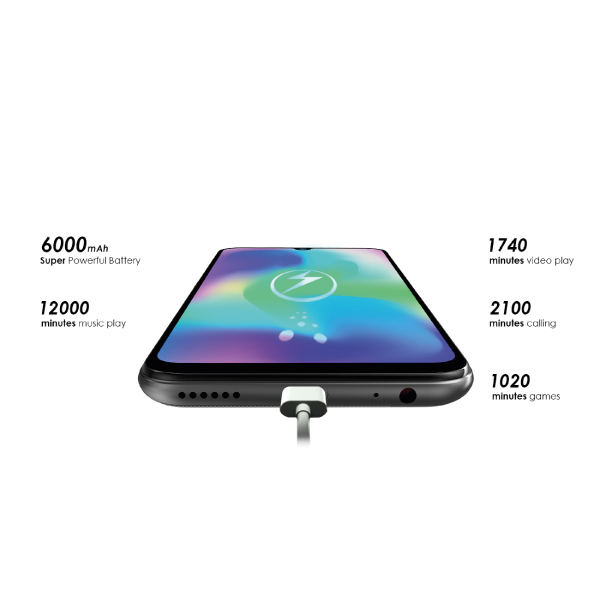 6000mAh
Super Powerful Battery
12000
minutes music play
1740
minutes video play
2100
minutes calling
1020
minutes games